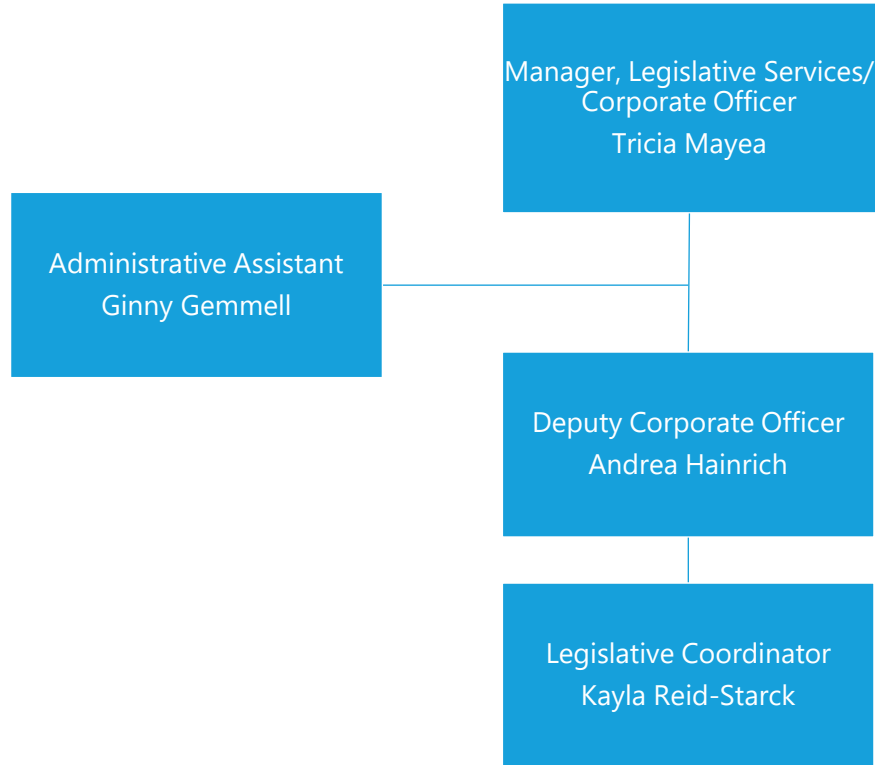 Manager, Legislative Services/
Corporate Officer
Tricia Mayea
Administrative Assistant
Ginny Gemmell
Deputy Corporate Officer
Andrea Hainrich
Legislative Coordinator
Kayla Reid-Starck